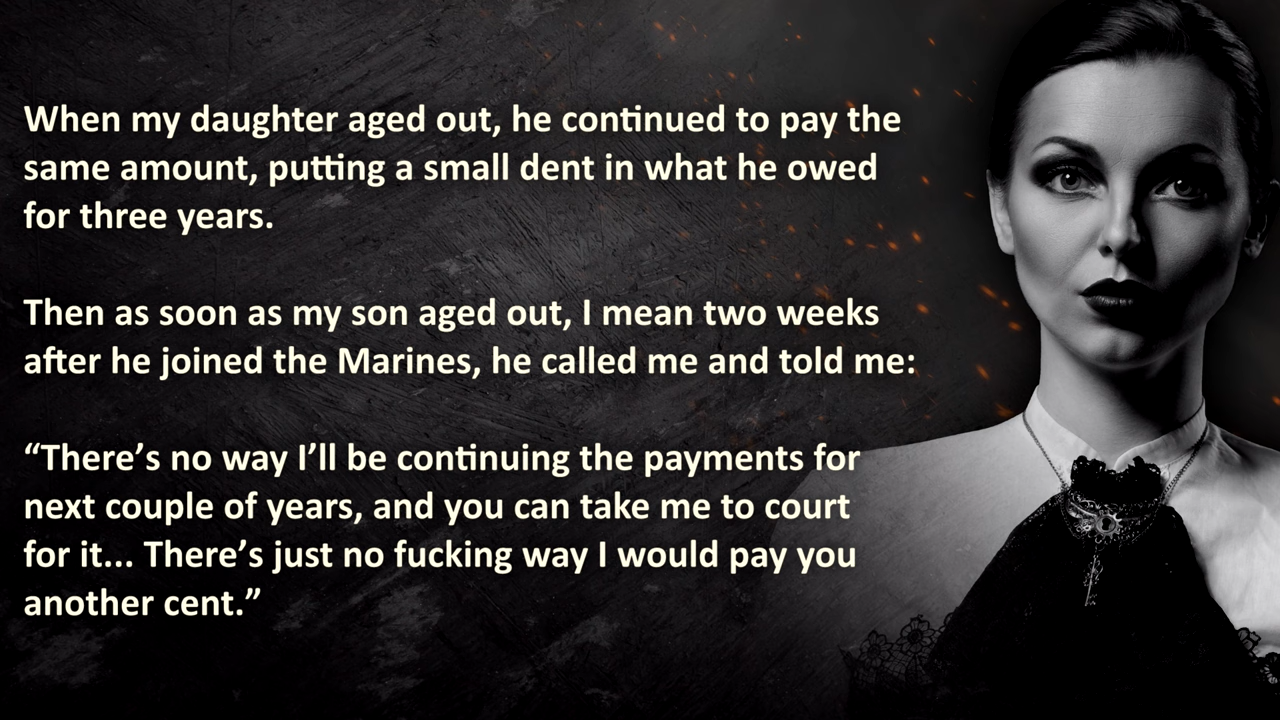 When my daughter aged out, he continued to pay the
same amount, putting a small dent in what he owed
for three years.
Then as soon as my son aged out, I mean two weeks
after he joined the Marines, he called me and told me:
“There’s no way I’ll be continuing the payments for
next couple of years, and you can take me to court
for it... There’s just no fucking way I would pay you
another cent.”